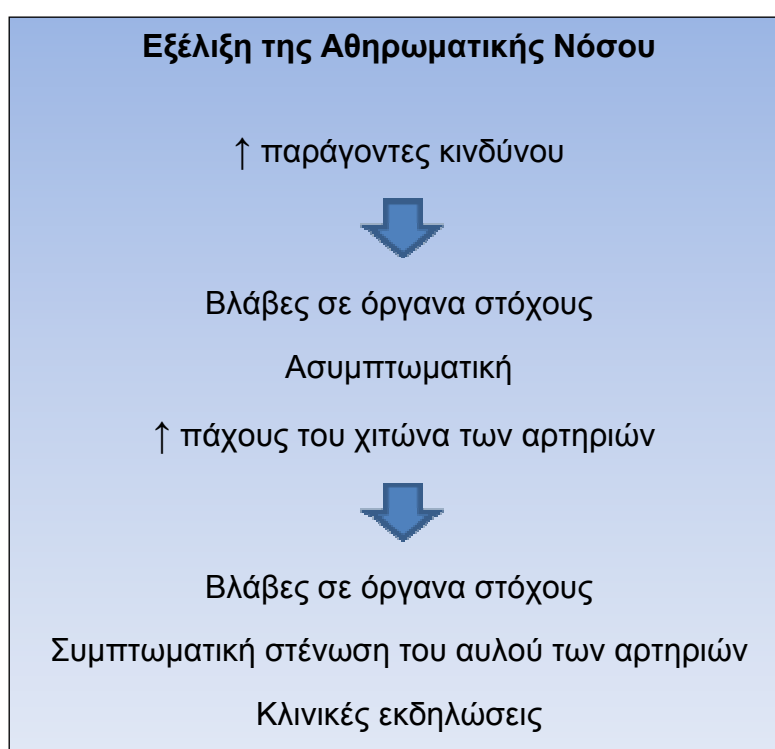 Εξέλιξη της Αθηρωματικής Νόσου
↑ παράγοντες κινδύνου
Βλάβες σε όργανα στόχους
Ασυμπτωματική
↑ πάχους του χιτώνα των αρτηριών
Βλάβες σε όργανα στόχους
Συμπτωματική στένωση του αυλού των αρτηριών
Κλινικές εκδηλώσεις